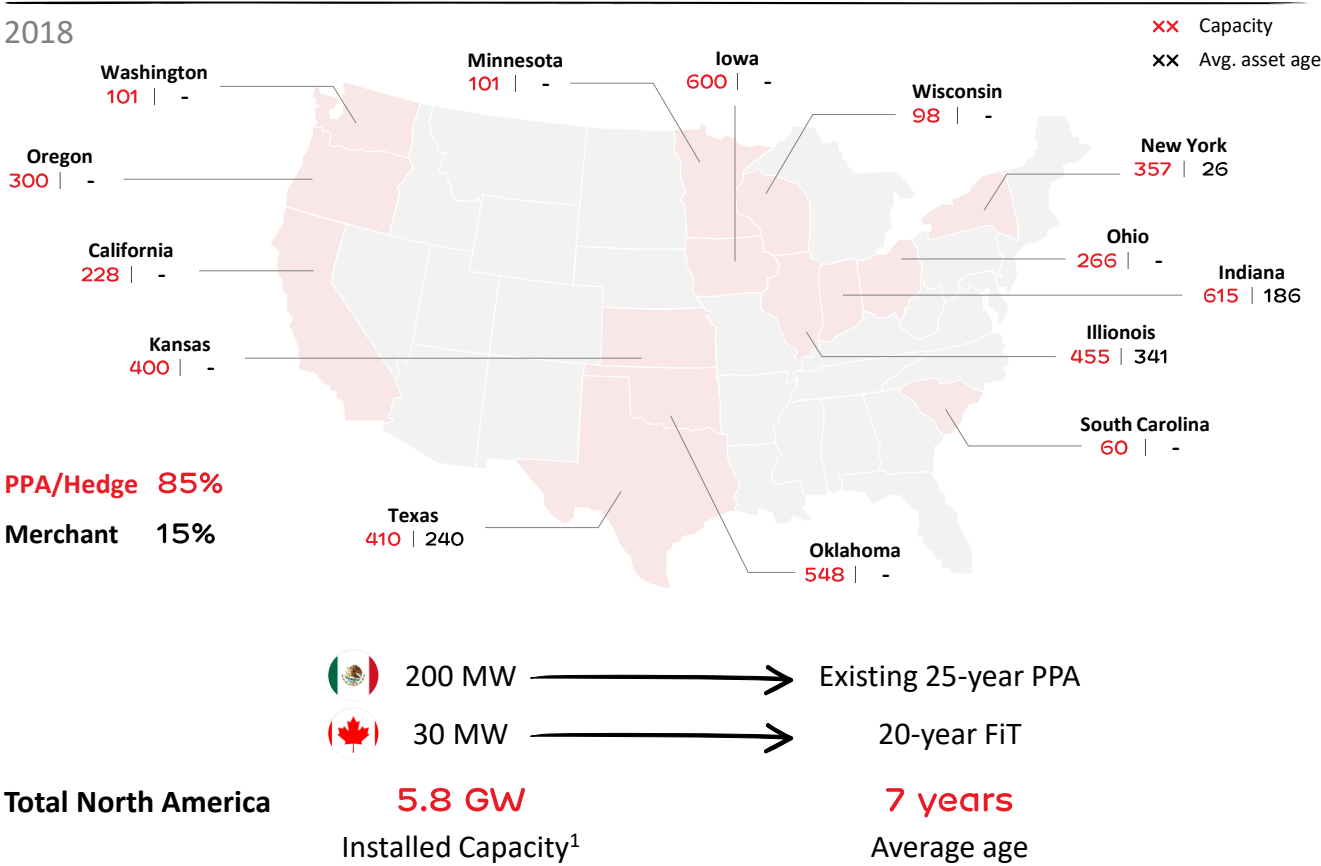 2018
×× Capacity
×× Avg. asset age
Washington
101 | -
Minnesota
101 | -
Iowa
600 | -
Wisconsin
98 | -
New York
357 | 26
Oregon
300 | -
Ohio
266 | -
California
228 | -
Indiana
615 | 186
Kansas
400 | -
Illionois
455 | 341
South Carolina
60 | -
PPA/Hedge 85%
Merchant 15%
Texas
410 | 240
Oklahoma
548 | -
200 MW Existing 25-year PPA
30 MW 20-year FiT
Total North America 5.8 GW 7 years
Installed Capacity¹ Average age